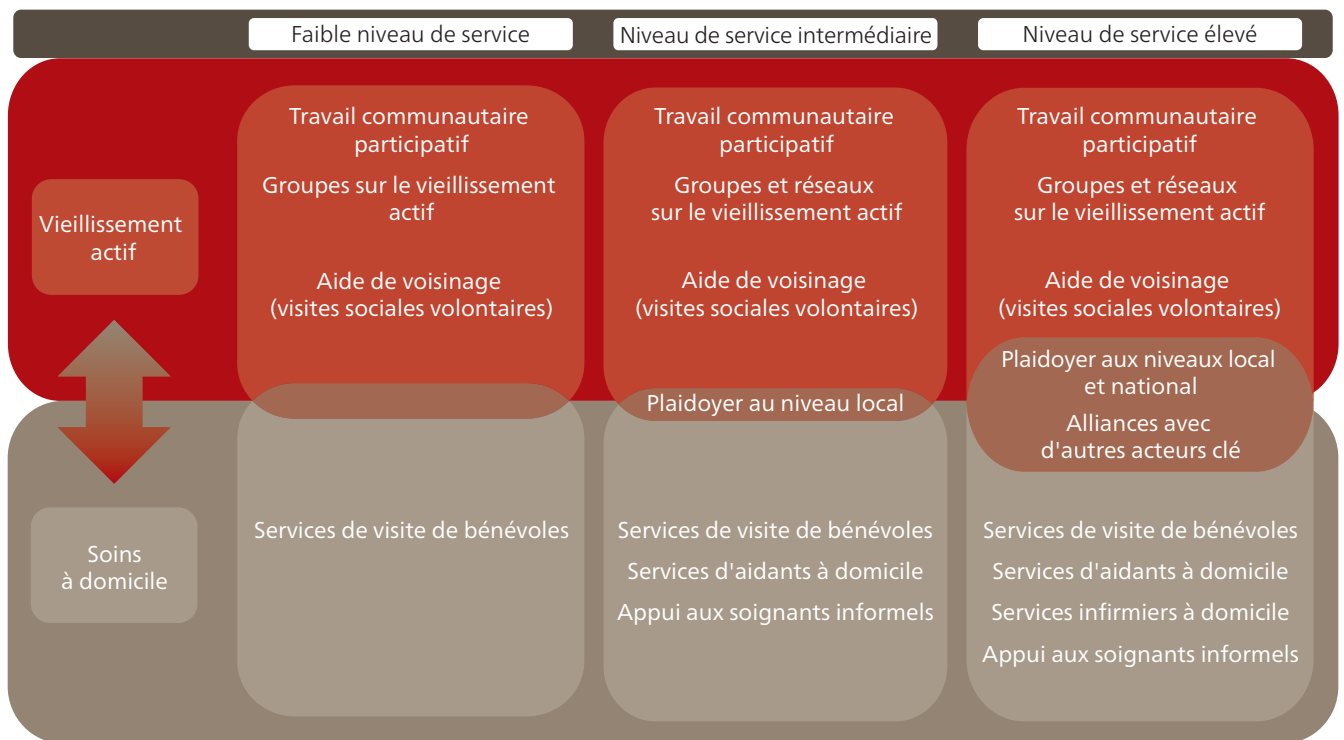 Faible niveau de service
Niveau de service intermédiaire
Niveau de service élevé
Vieillissement
actif
Travail communautaire
participatif
Groupes sur le vieillissement
actif
Aide de voisinage
(visites sociales volontaires)
Travail communautaire
participatif
Groupes et réseaux
sur le vieillissement actif
Aide de voisinage
(visites sociales volontaires)
Plaidoyer au niveau local
Travail communautaire
participatif
Groupes et réseaux
sur le vieillissement actif
Aide de voisinage
(visites sociales volontaires)
Plaidoyer aux niveaux local
et national
Alliances avec
d'autres acteurs clé
Soins
à domicile
Services de visite de bénévoles
Services de visite de bénévoles
Services d'aidants à domicile
Appui aux soignants informels
Services de visite de bénévoles
Services d'aidants à domicile
Services infirmiers à domicile
Appui aux soignants informels